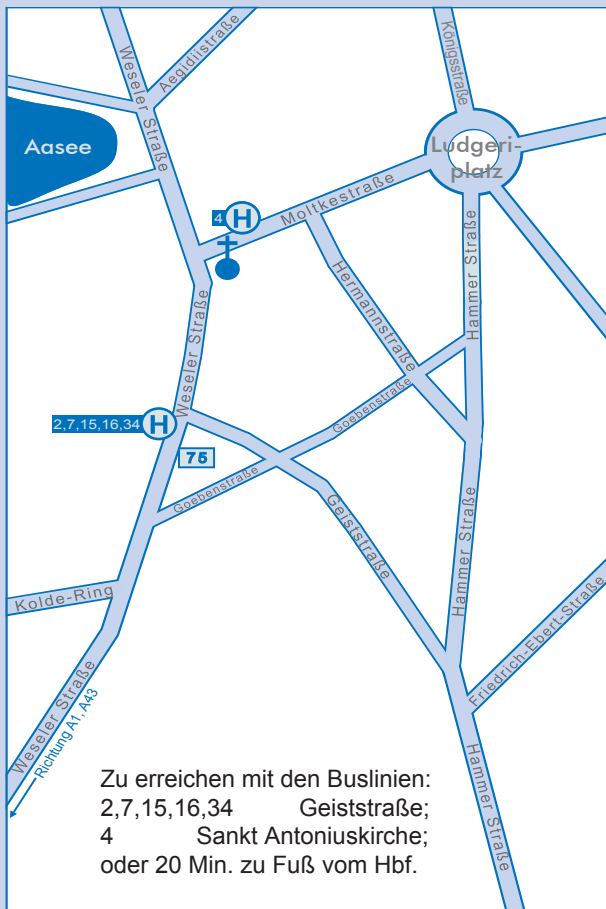 Weseler Straße
Aegidiistraße
Königsstraße
Aasee
Ludgeri-
platz
4 H
Moltkestraße
Hermannstraße
Hammer Straße
Weseler Straße
2,7,15,16,34 H
Goebenstraße
75
Goebenstraße
Geiststraße
Hammer Straße
Kolde-Ring
Friedrich-Ebert-Straße
Weseler Straße
Richtung A1, A43
Hammer Straße
Zu erreichen mit den Buslinien:
2,7,15,16,34 Geiststraße;
4 Sankt Antoniuskirche;
oder 20 Min. zu Fuß vom Hbf.